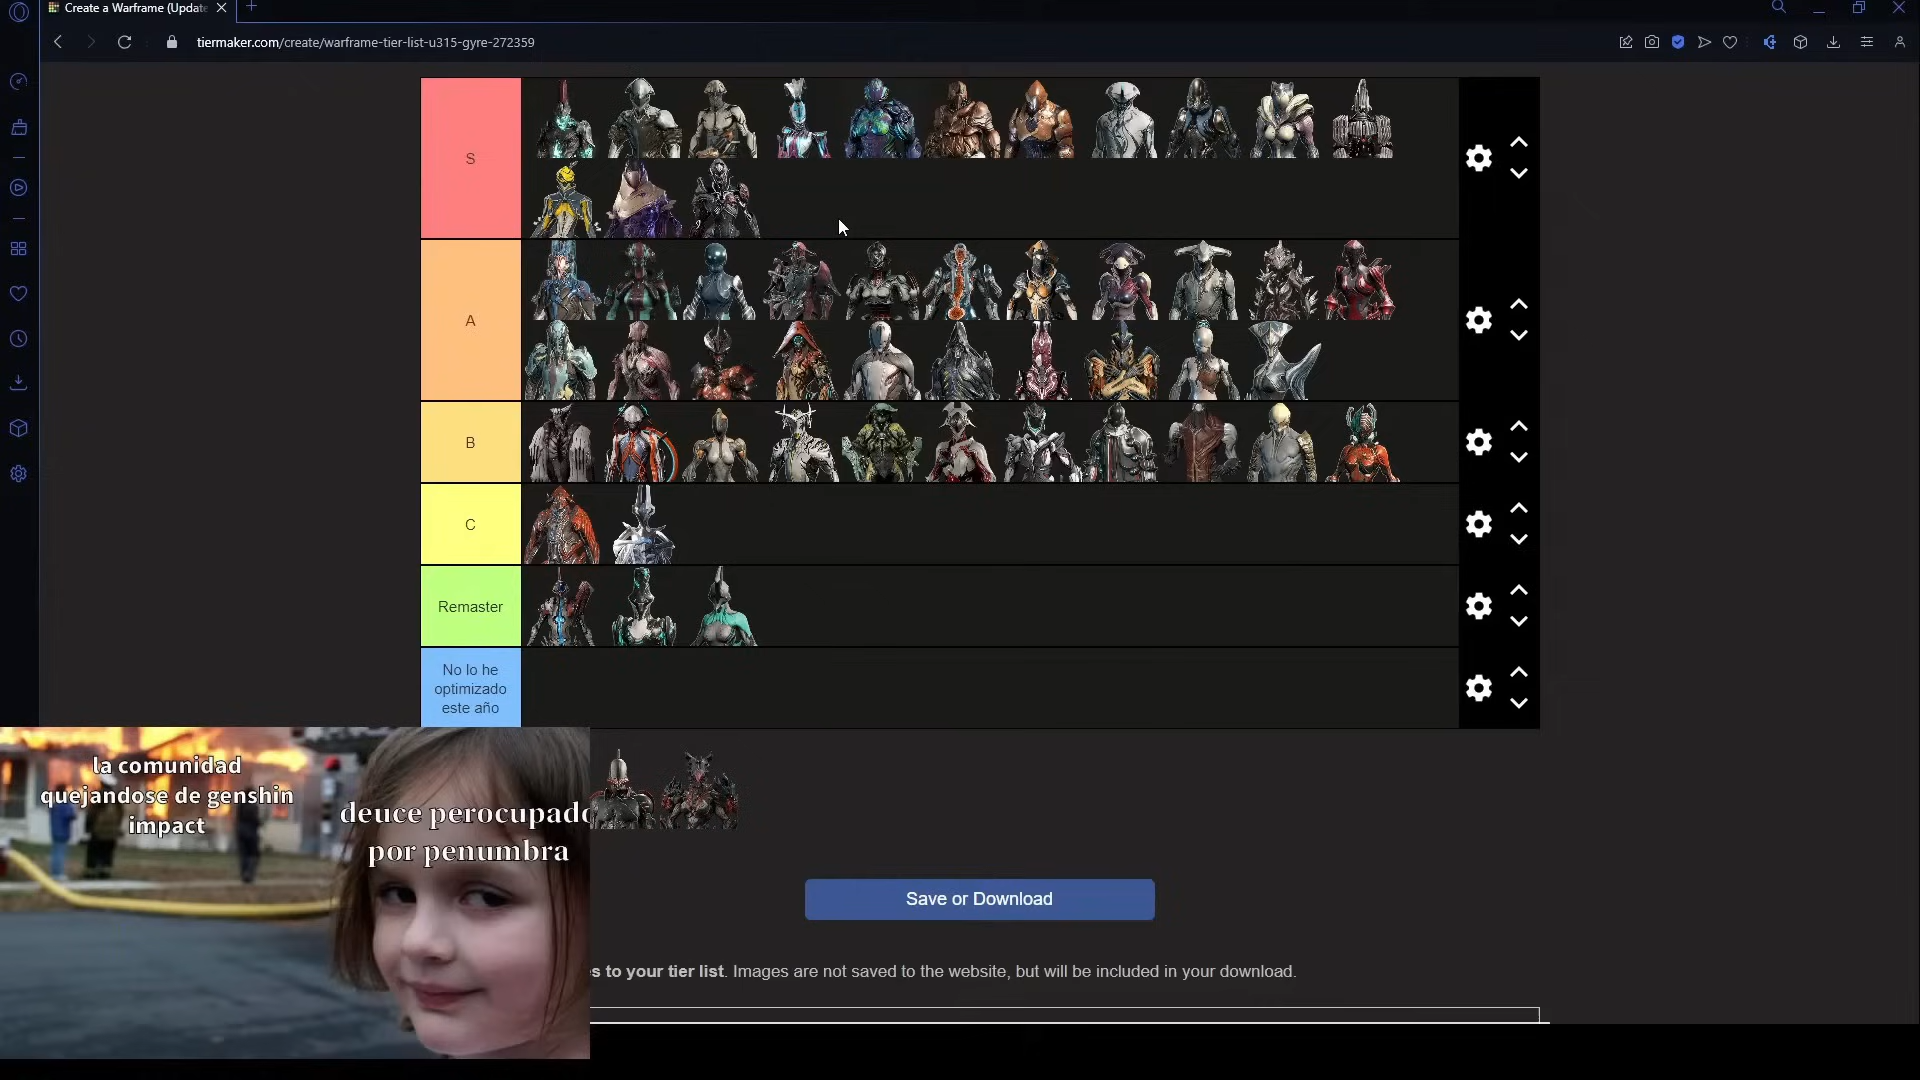 Create a Warframe (Update
tiermaker.com/create/warframe-tier-list-u315-gyre-272359
S
A
B
C
Remaster
No lo he
optimizado
este año
la comunidad
quejandose de genshin
impact
deuce perocupado
por penumbra
Save or Download
s to your tier list. Images are not saved to the website, but will be included in your download.